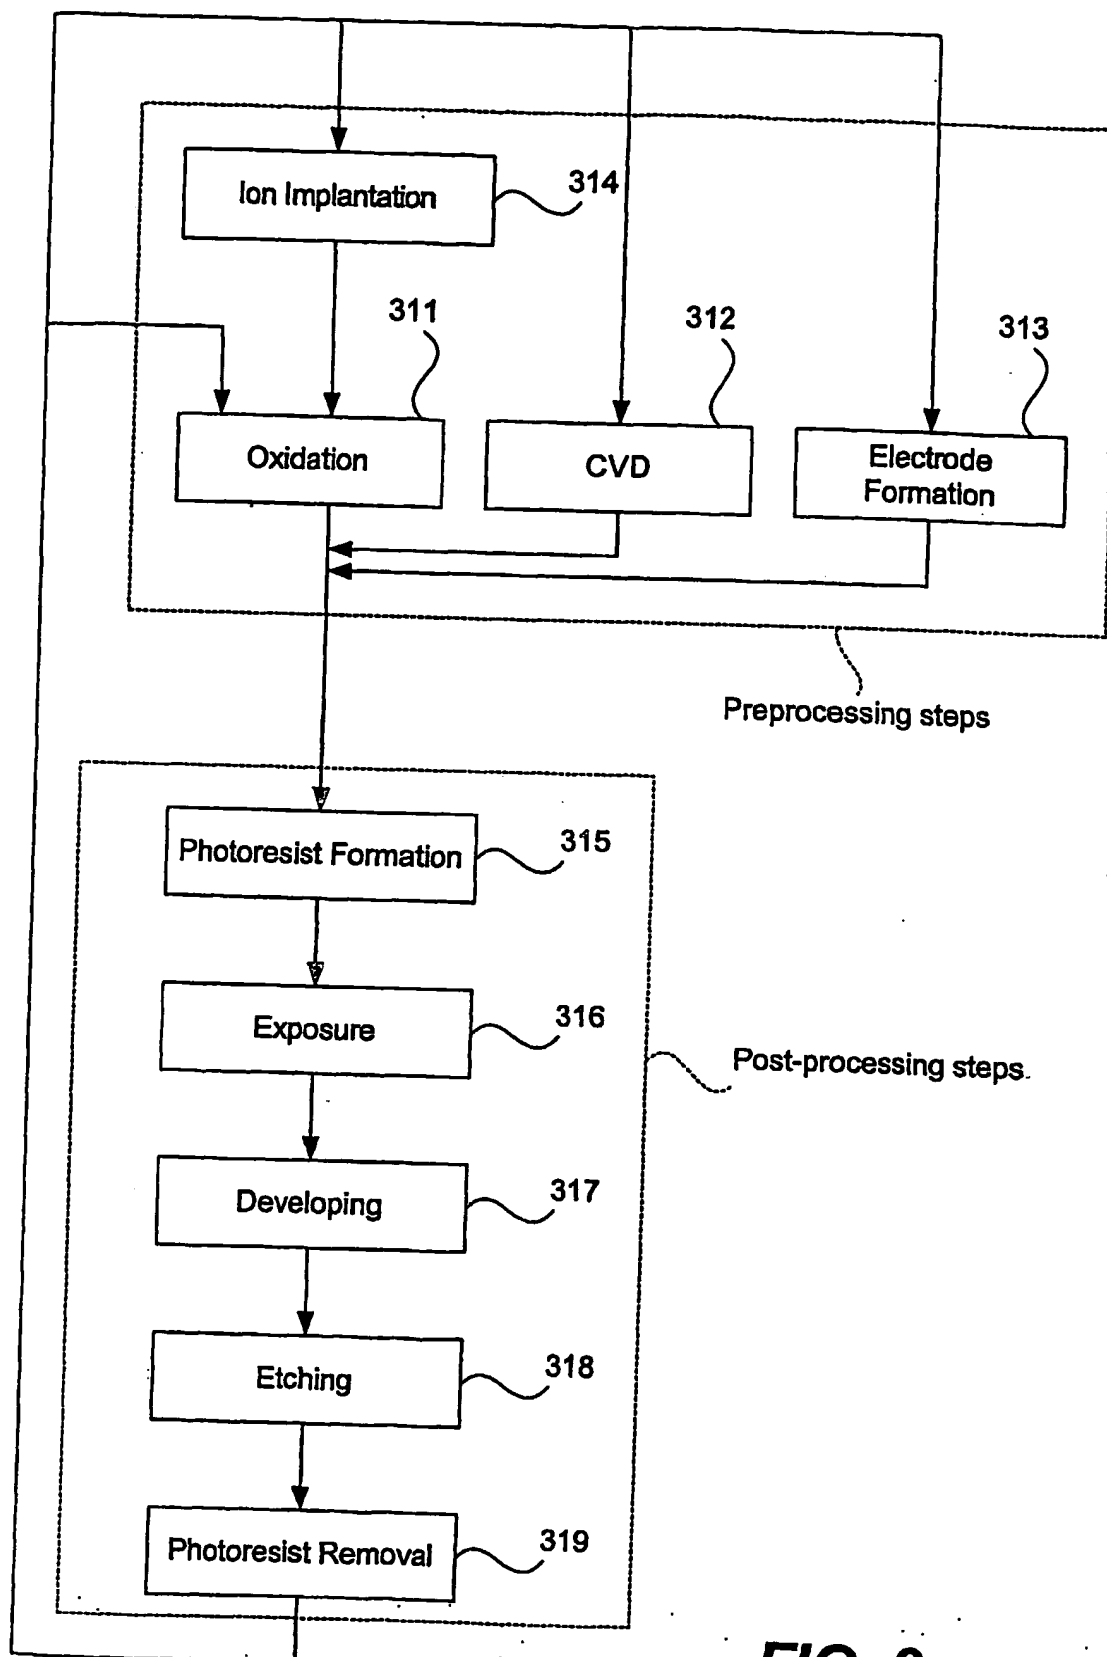 Ion Implantation
314
311
312
313
Oxidation
CVD
Electrode
Formation
Preprocessing steps
Photoresist Formation
315
Exposure
316
Post-processing steps
Developing
317
Etching
318
Photoresist Removal
319
FIG.